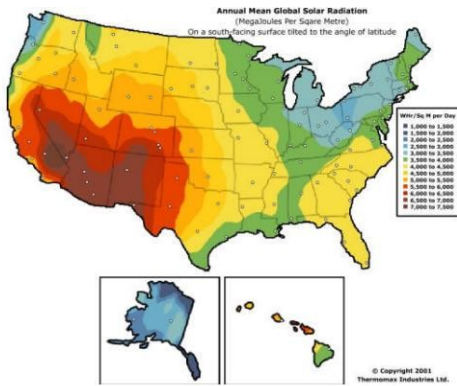 Annual Mean Global Solar Radiation
(MegaJoules Per Sqare Metre)
On a south-facing surface tilted to the angle of latitude
WHr/Sq M per Day
1,000 to 1,500
1,500 to 2,000
2,000 to 2,500
2,500 to 3,000
3,000 to 3,500
3,500 to 4,000
4,000 to 4,500
4,500 to 5,000
5,000 to 5,500
5,500 to 6,000
6,000 to 6,500
6,500 to 7,000
7,000 to 7,500
© Copyright 2001
Thermomax Industries Ltd.